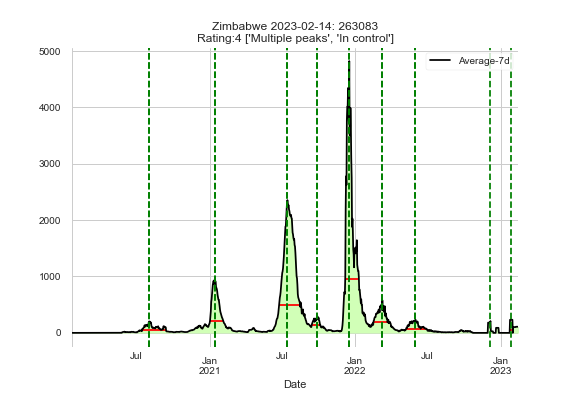 Zimbabwe 2023-02-14: 263083
Rating:4 ['Multiple peaks', 'In control']
Average-7d
5000
4000
3000
2000
1000
0
Jul
Jan
2021
Jul
Jan
2022
Jul
Jan
2023
Date